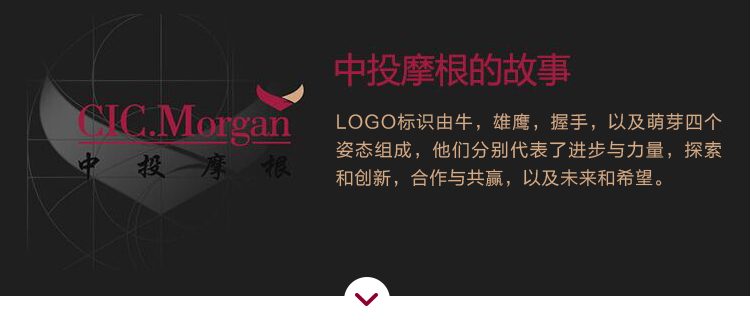 中投摩根的故事
CIC.Morgan
中投摩根
LOGO标识由牛，雄鹰，握手，以及萌芽四个
姿态组成，他们分别代表了进步与力量，探索
和创新，合作与共赢，以及未来和希望。